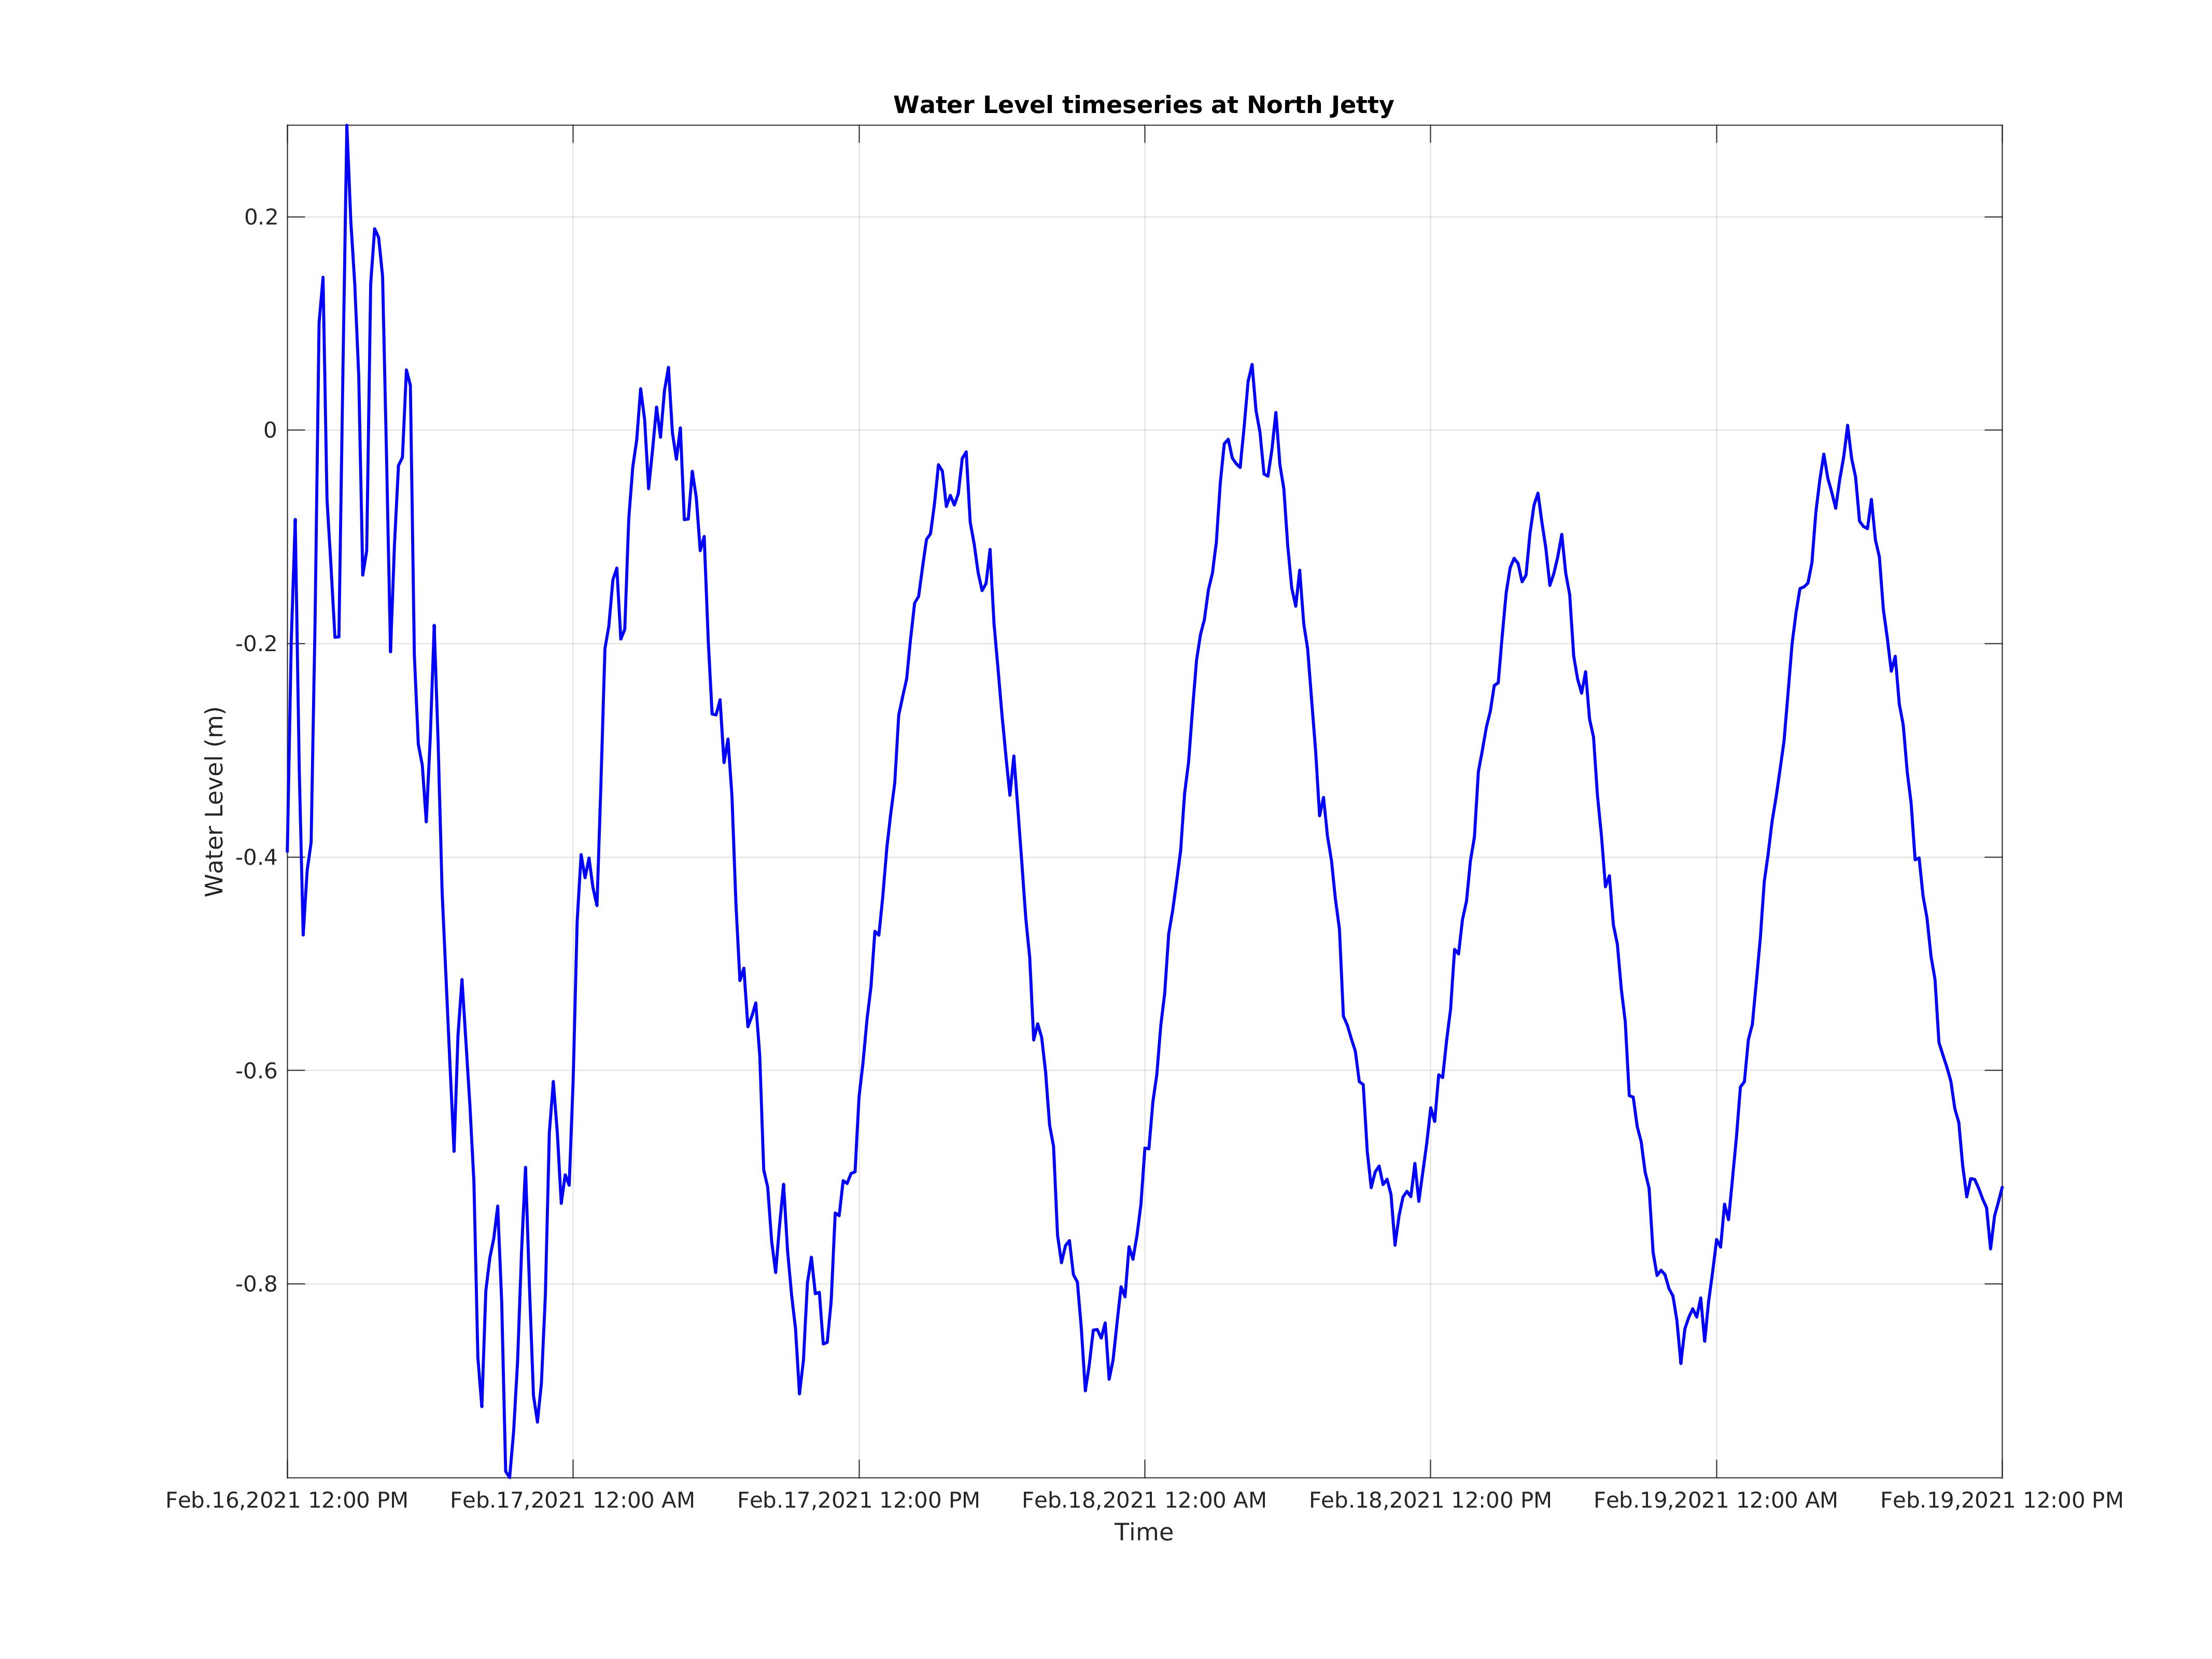 Water Level timeseries at North Jetty
0.2
0
-0.2
-0.4
-0.6
-0.8
Water Level (m)
Feb.16,2021 12:00 PM Feb.17,2021 12:00 AM Feb.17,2021 12:00 PM Feb.18,2021 12:00 AM Feb.18,2021 12:00 PM Feb.19,2021 12:00 AM Feb.19,2021 12:00 PM
Time